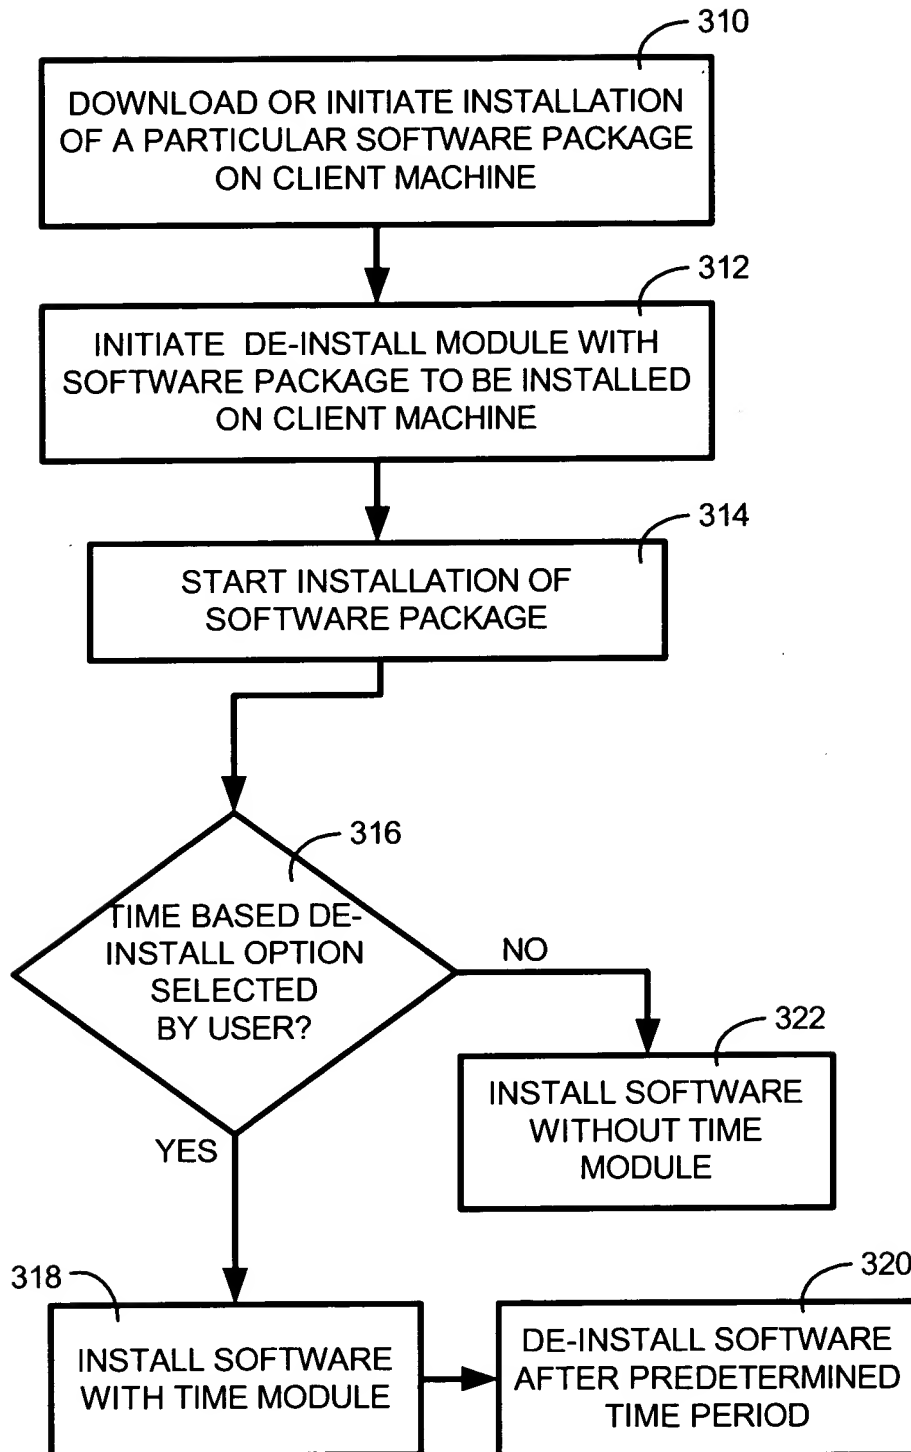 310
DOWNLOAD OR INITIATE INSTALLATION
OF A PARTICULAR SOFTWARE PACKAGE
ON CLIENT MACHINE
312
INITIATE DE-INSTALL MODULE WITH
SOFTWARE PACKAGE TO BE INSTALLED
ON CLIENT MACHINE
314
START INSTALLATION OF
SOFTWARE PACKAGE
316
TIME BASED DE-
INSTALL OPTION
SELECTED
BY USER?
NO
322
INSTALL SOFTWARE
WITHOUT TIME
MODULE
YES
318
INSTALL SOFTWARE
WITH TIME MODULE
320
DE-INSTALL SOFTWARE
AFTER PREDETERMINED
TIME PERIOD